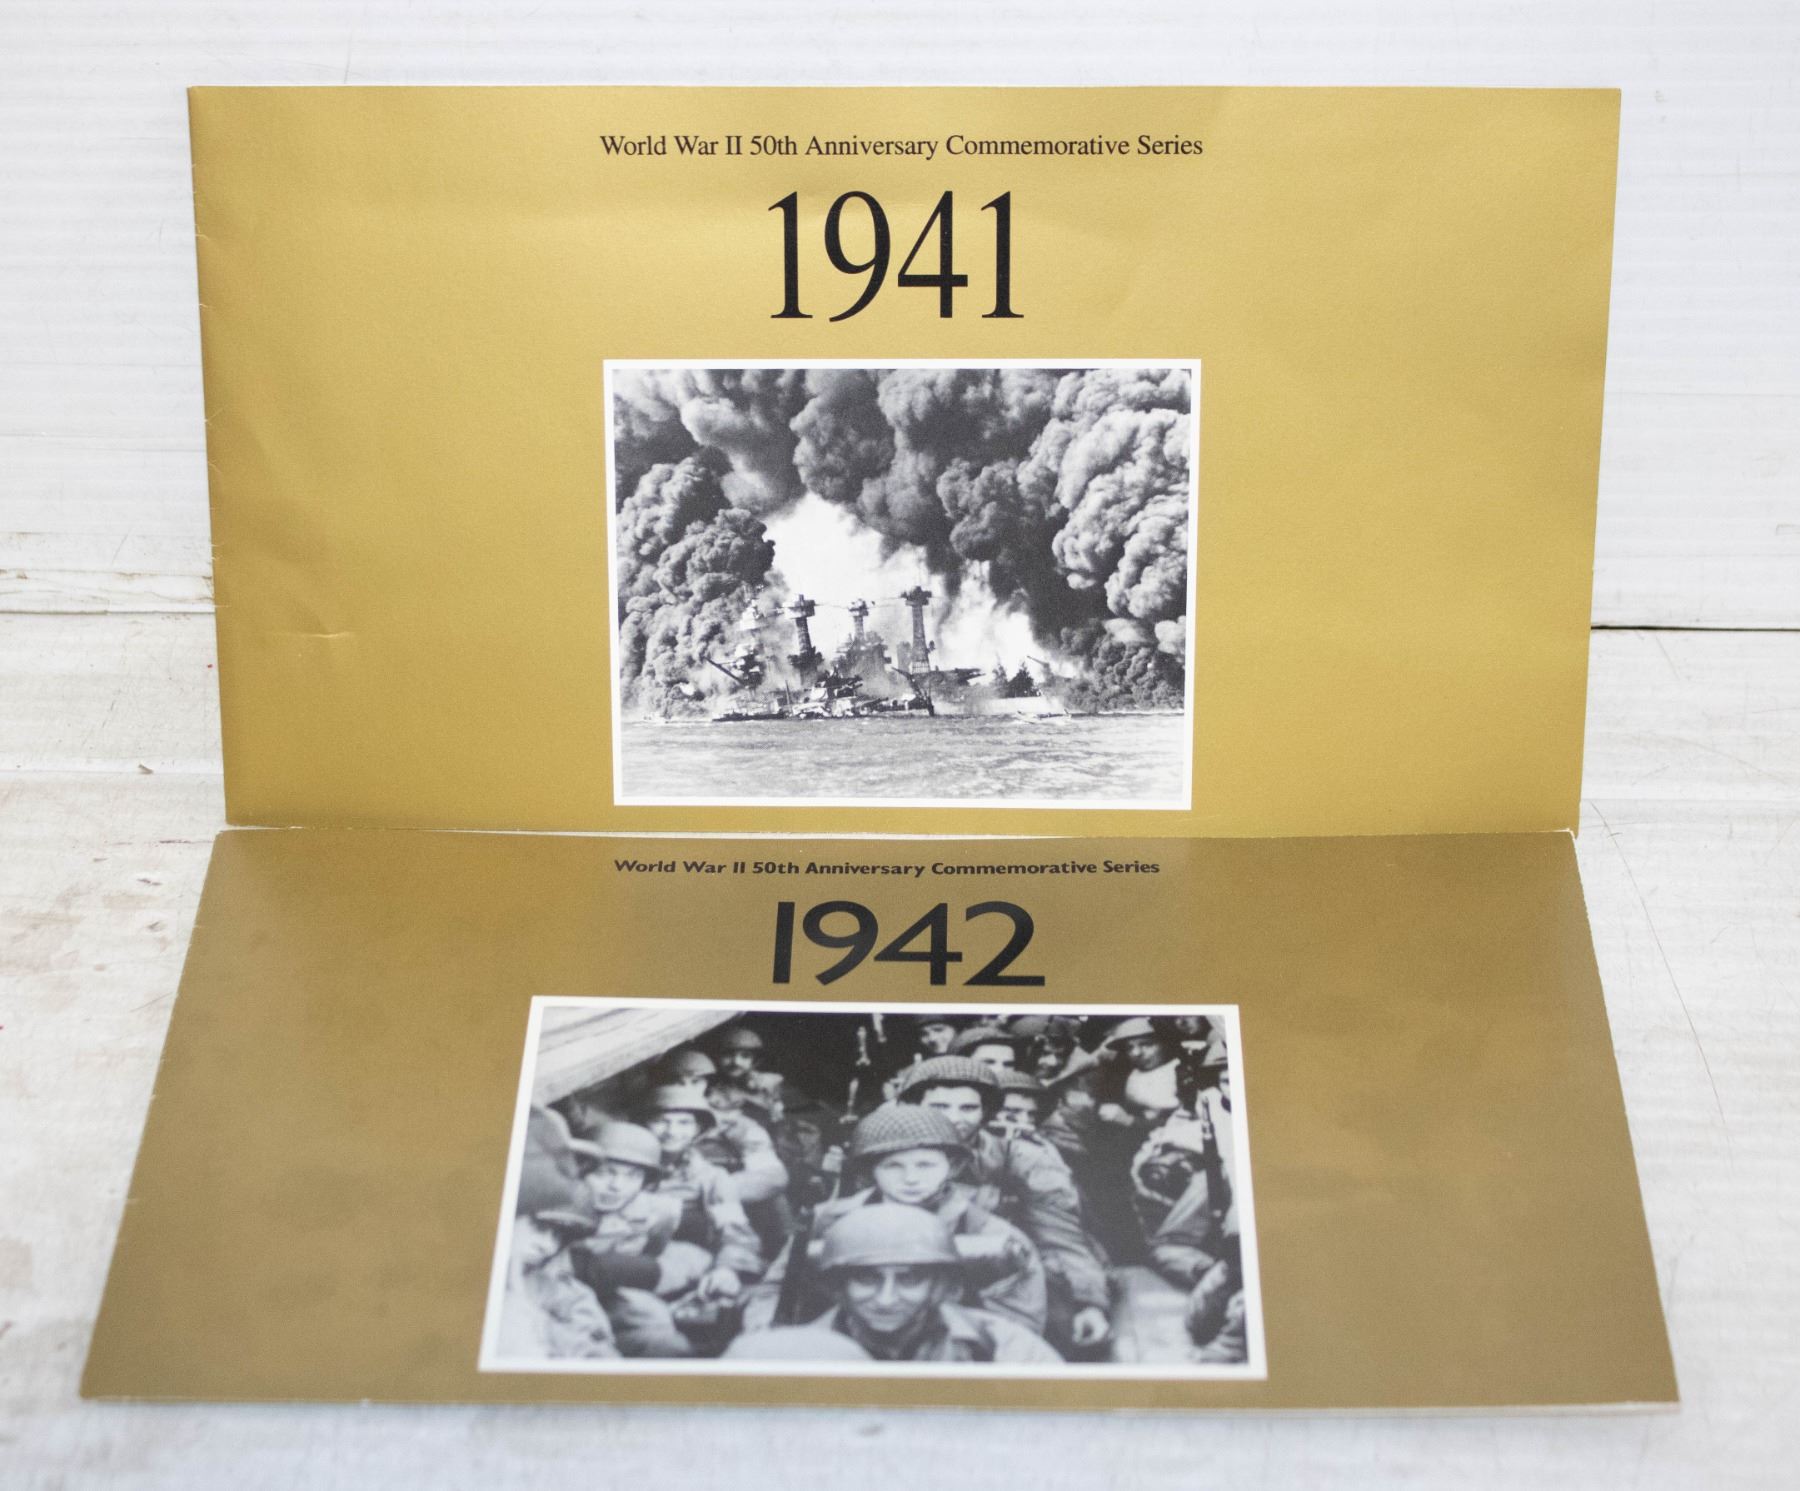 World War II 50th Anniversary Commemorative Series
1941
World War II 50th Anniversary Commemorative Series
1942